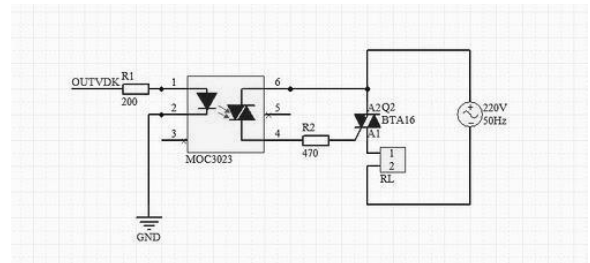 OUTVDK
R1
200
1
2
3
6
5
4
MOC3023
R2
470
A2
Q2
BTA16
A1
1
2
RL
220V
50Hz
GND